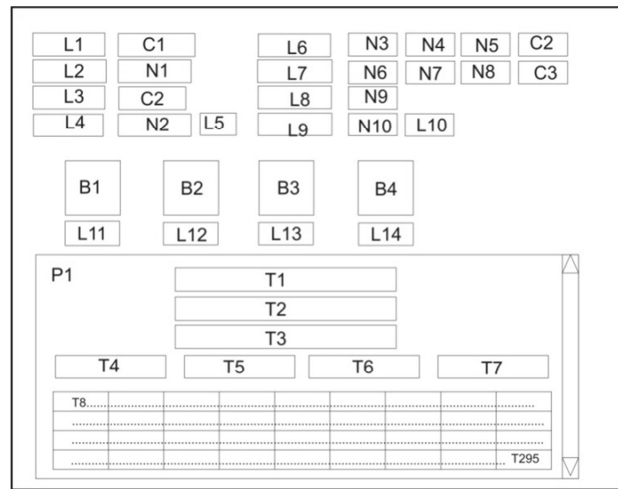 L1 C1 L6 N3 N4 N5 C2
L2 N1 L7 N6 N7 N8 C3
L3 C2 L8 N9
L4 N2 L5 L9 N10 L10
B1 B2 B3 B4
L11 L12 L13 L14
P1 T1
T2
T3
T4 T5 T6 T7
T8
T295